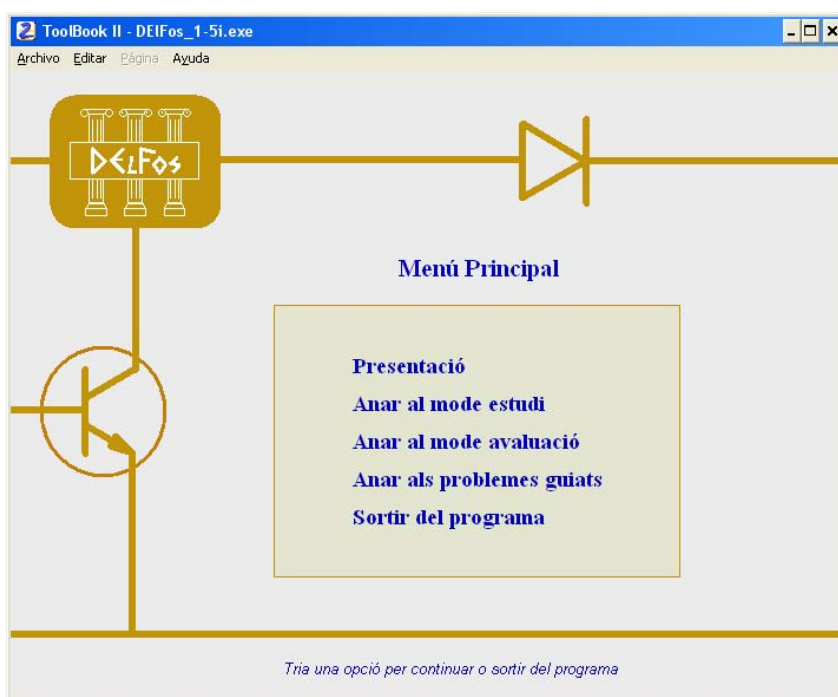 ToolBook II - DElFos_1-5i.exe
Archivo Editar Página Ayuda
DElFos
Menú Principal
Presentació
Anar al mode estudi
Anar al mode avaluació
Anar als problemes guiats
Sortir del programa
Tria una opció per continuar o sortir del programa